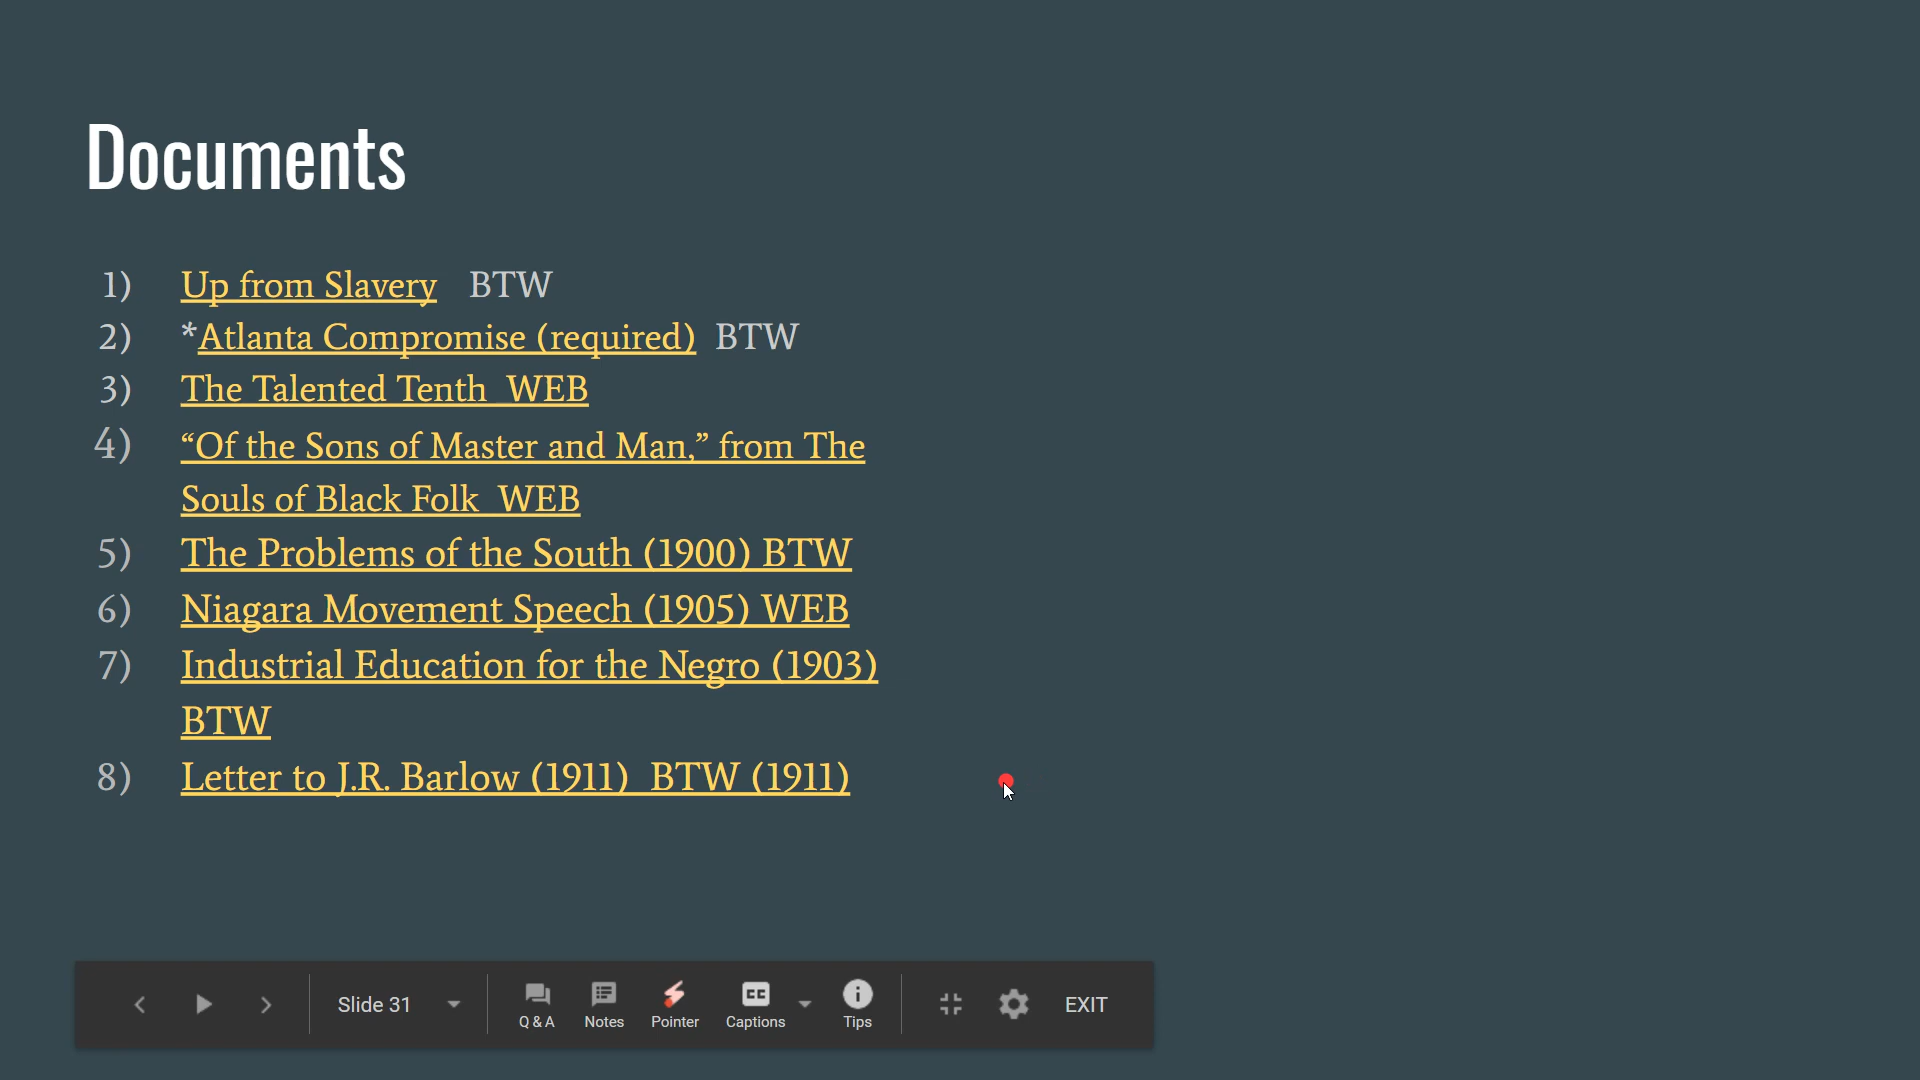 Documents
1) Up from Slavery BTW
2) *Atlanta Compromise (required) BTW
3) The Talented Tenth WEB
4) “Of the Sons of Master and Man,” from The
Souls of Black Folk WEB
5) The Problems of the South (1900) BTW
6) Niagara Movement Speech (1905) WEB
7) Industrial Education for the Negro (1903)
BTW
8) Letter to J.R. Barlow (1911) BTW (1911)
Slide 31 Q & A Notes Pointer CC Captions Tips EXIT